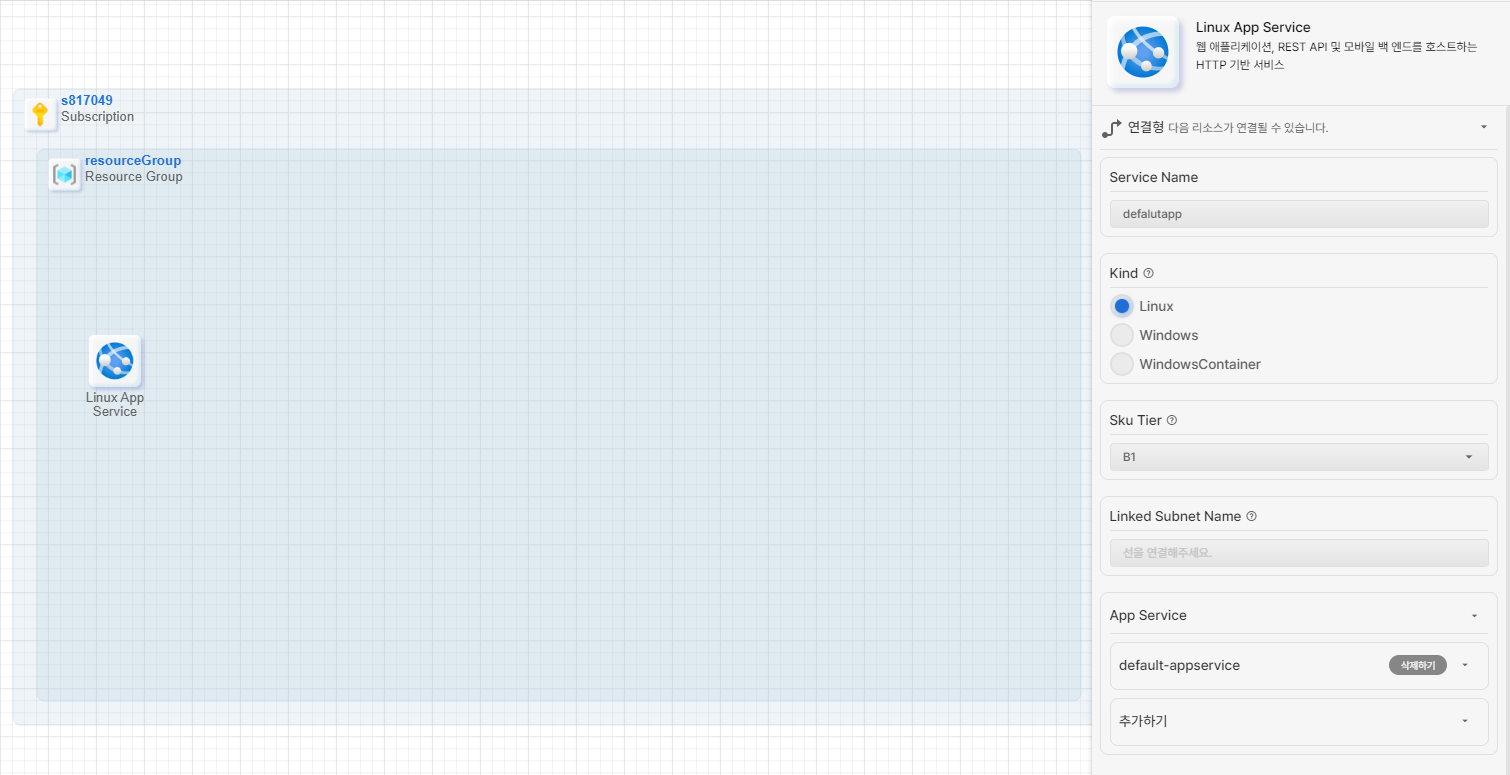 s817049
Subscription
resourceGroup
Resource Group
Linux App
Service
Linux App Service
웹 애플리케이션, REST API 및 모바일 백 엔드를 호스트하는
HTTP 기반 서비스
연결형 다음 리소스가 연결될 수 있습니다.
Service Name
defalutapp
Kind
Linux
Windows
WindowsContainer
Sku Tier
B1
Linked Subnet Name
선을 연결해주세요.
App Service
default-appservice
삭제하기
추가하기